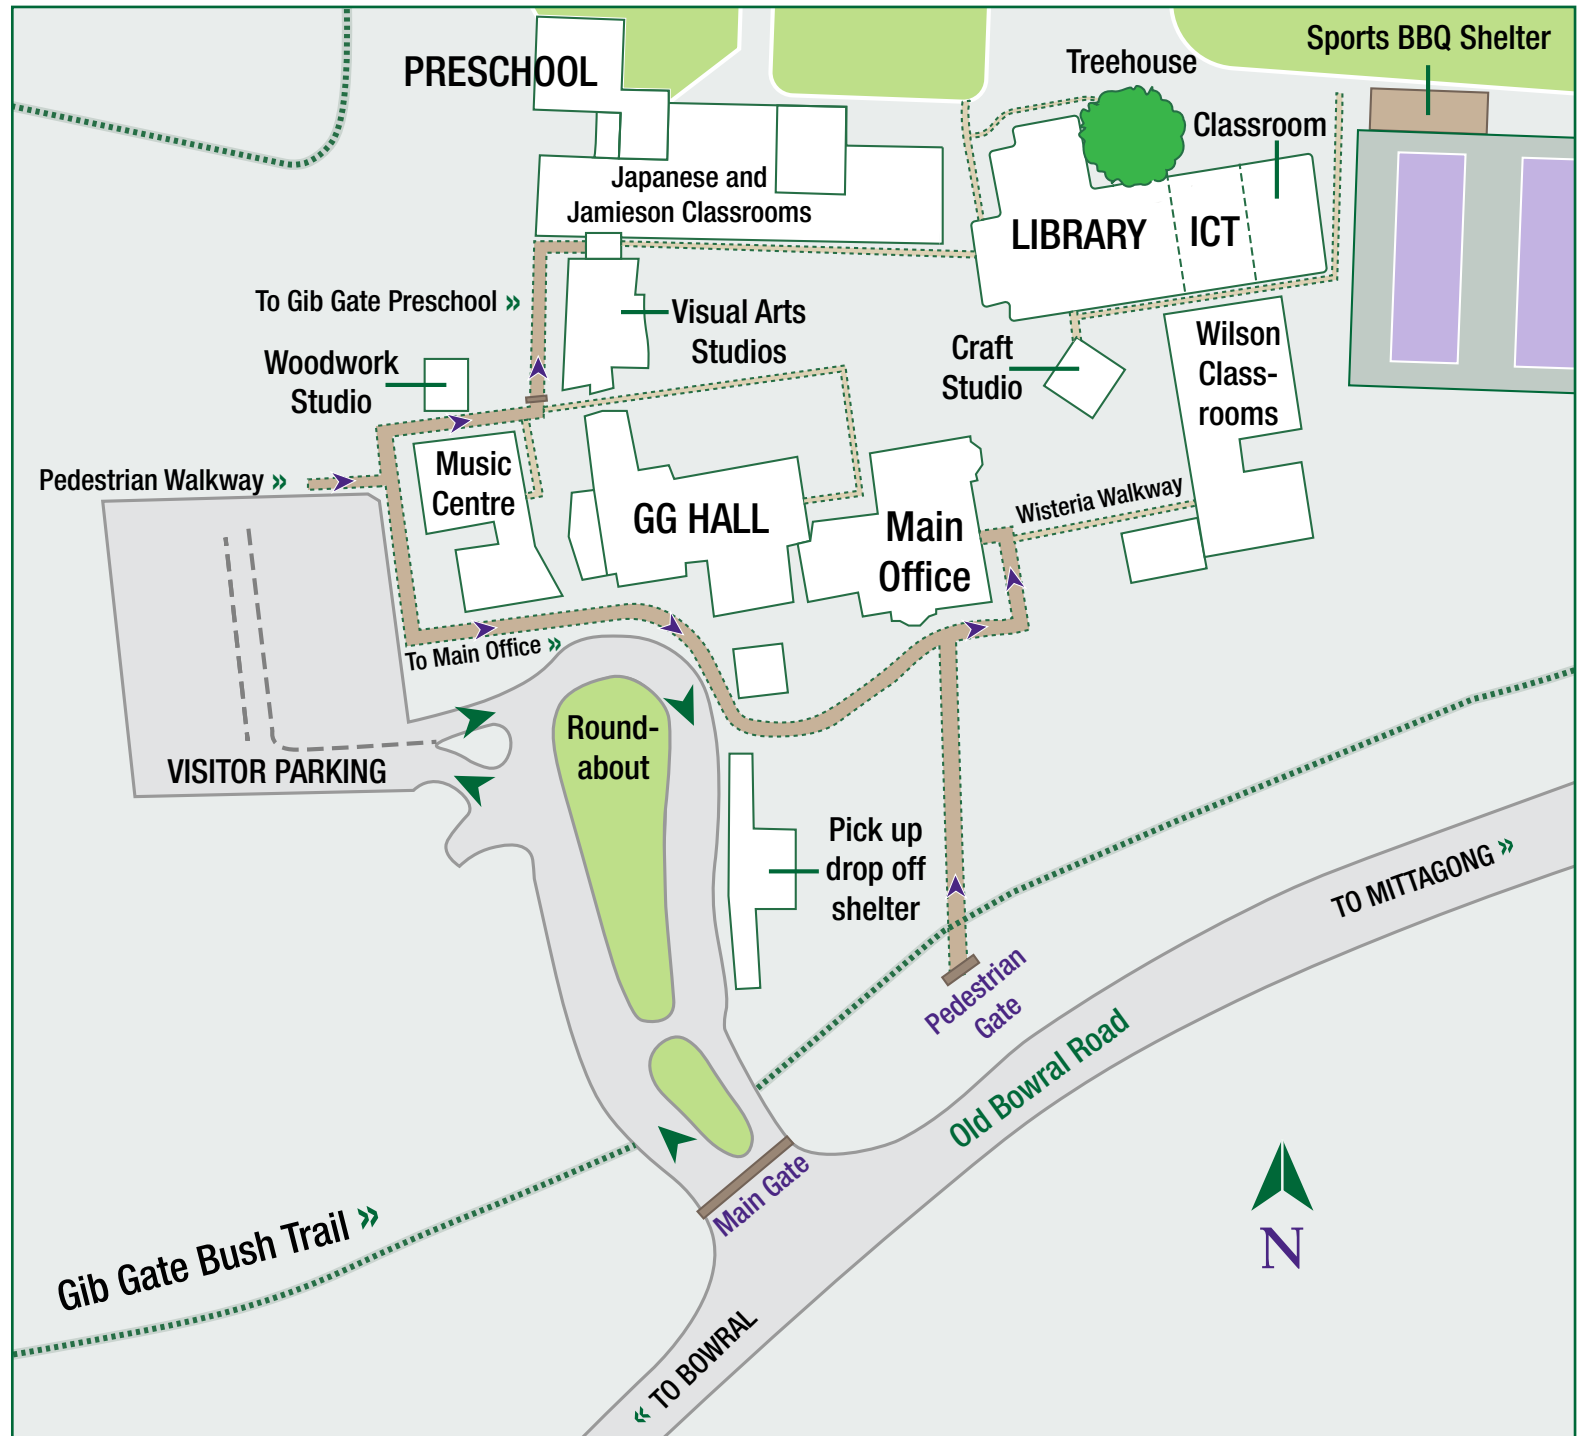 Sports BBQ Shelter
PRESCHOOL
Treehouse
Classroom
Japanese and
Jamieson Classrooms
LIBRARY
ICT
To Gib Gate Preschool »
Visual Arts
Studios
Woodwork
Studio
Craft
Studio
Wilson
Class-
rooms
Pedestrian Walkway »
Music
Centre
GG HALL
Main
Office
Wisteria Walkway
To Main Office »
Round-
about
VISITOR PARKING
Pick up
drop off
shelter
TO MITTAGONG »
Pedestrian
Gate
Old Bowral Road
Main Gate
Gib Gate Bush Trail »
N
« TO BOWRAL